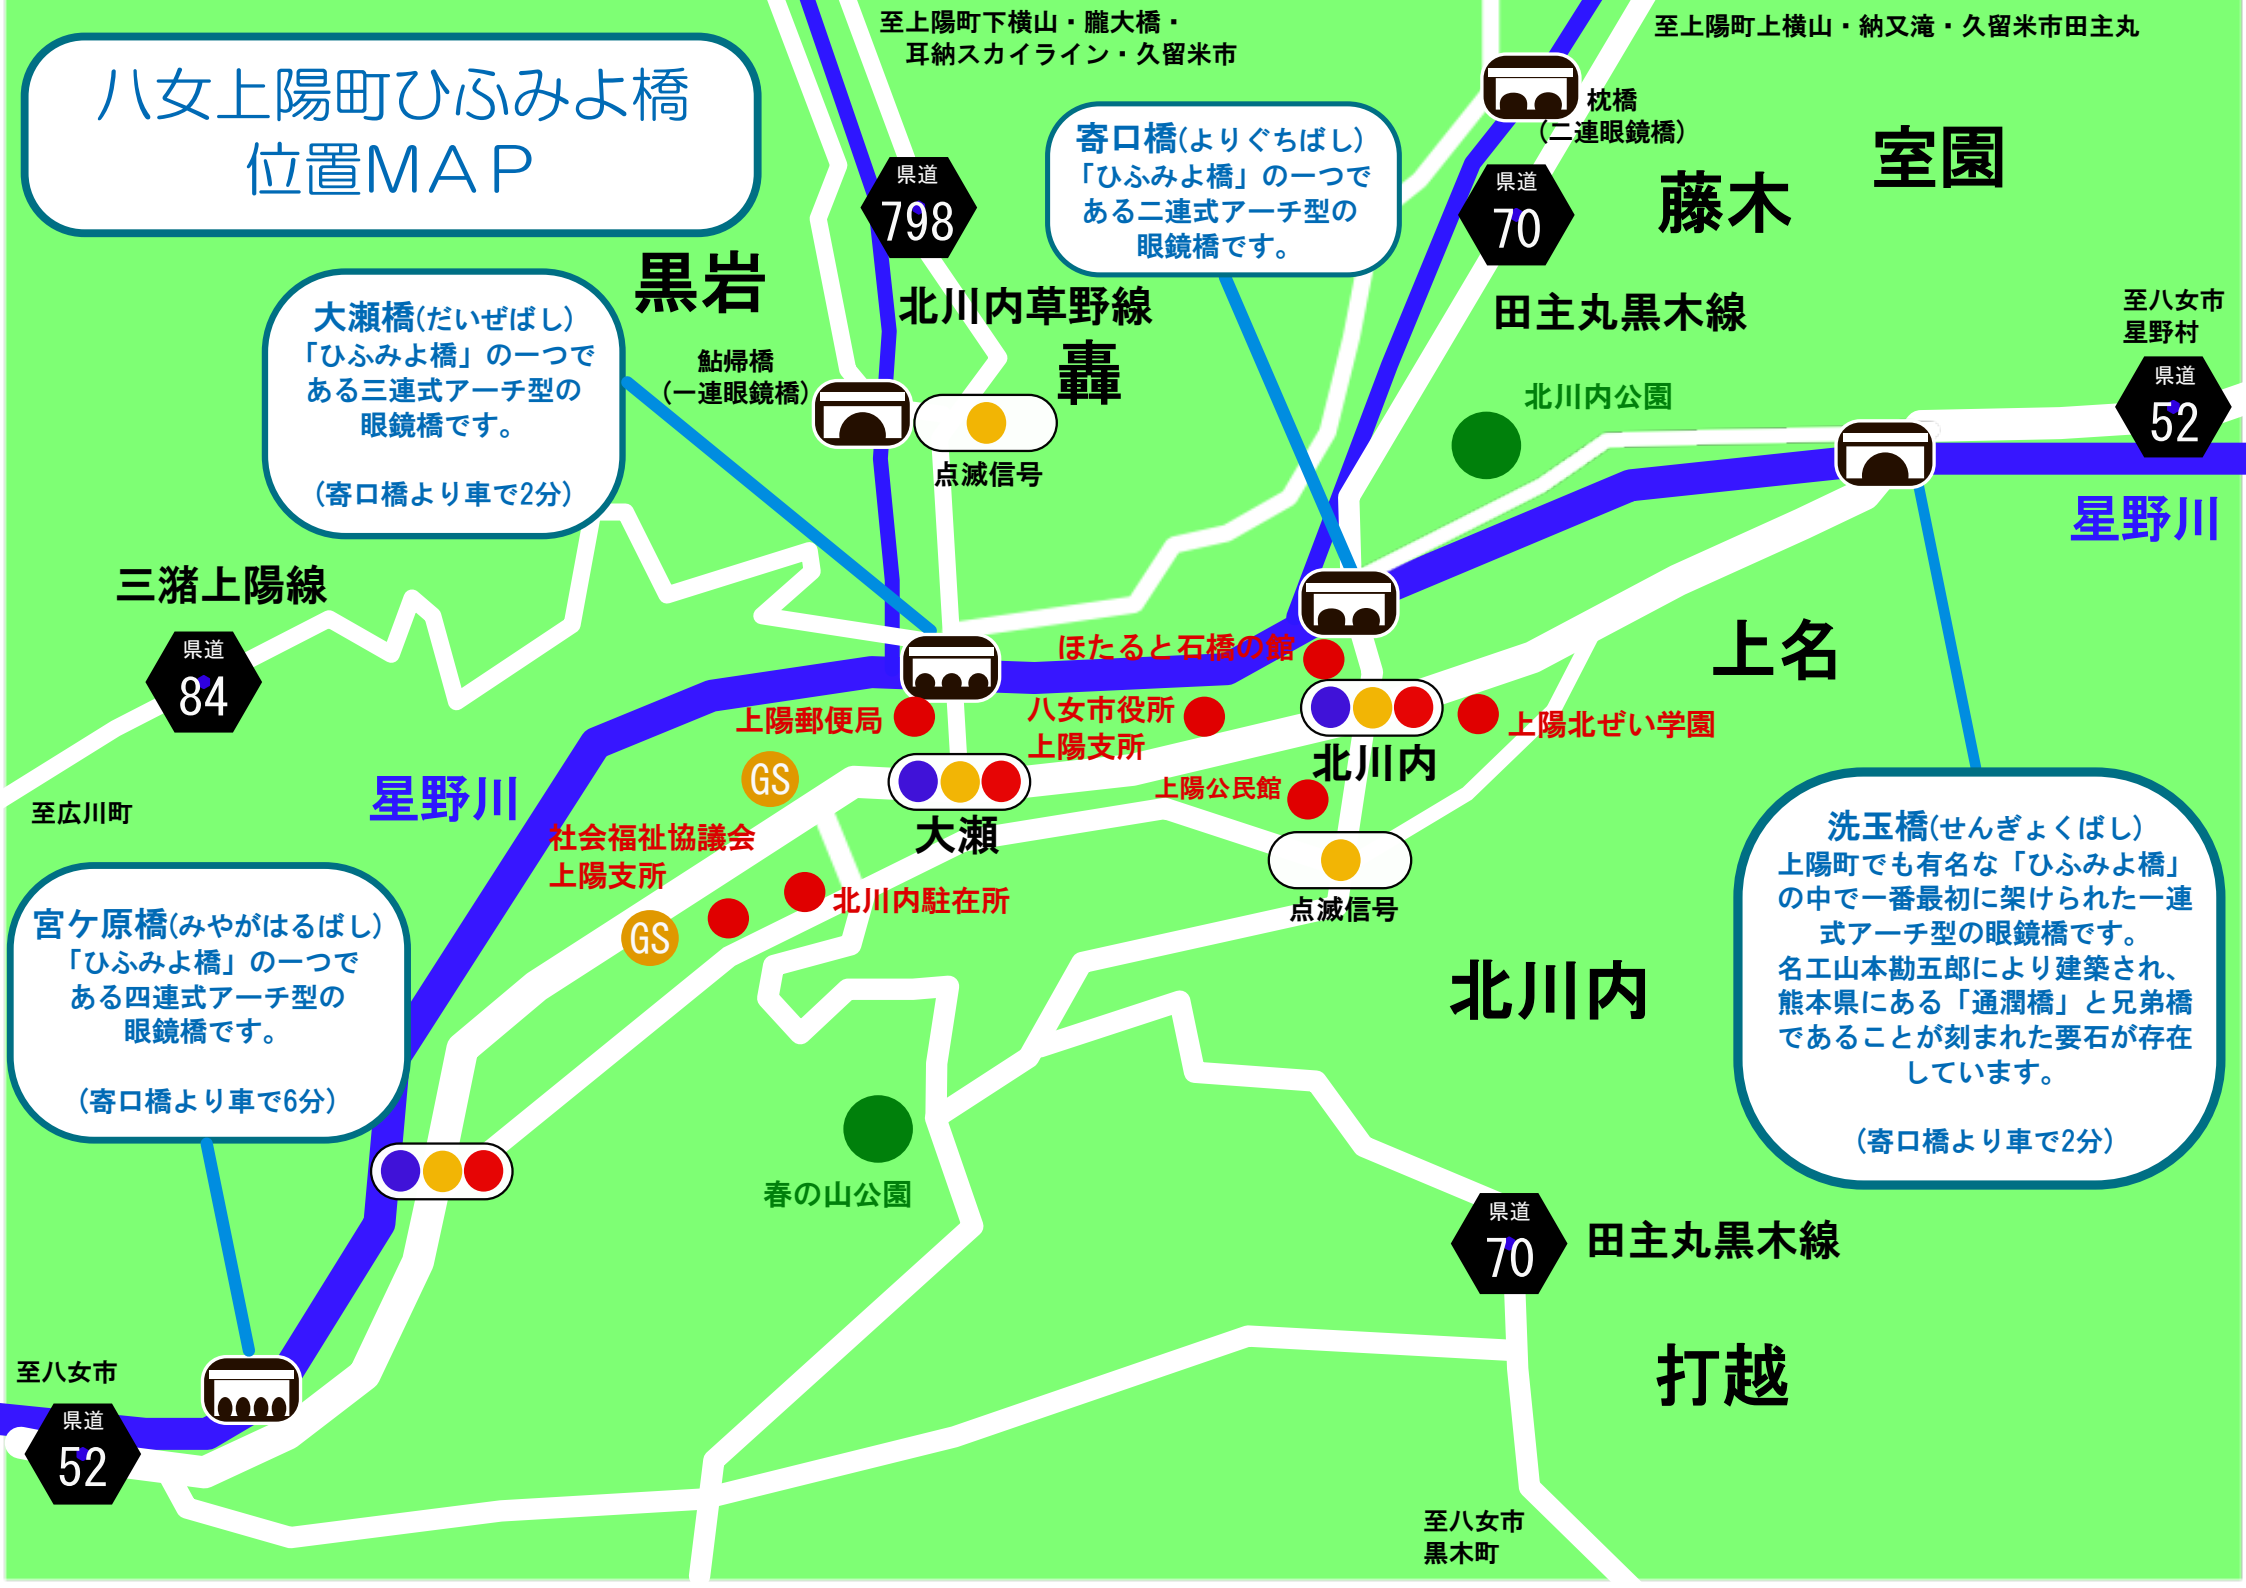 八女上陽町ひふみよ橋
位置MAP
至上陽町下横山・朧大橋・
耳納スカイライン・久留米市
至上陽町上横山・納又滝・久留米市田主丸
枕橋
(二連眼鏡橋)
寄口橋(よりぐちばし)
「ひふみよ橋」の一つで
ある二連式アーチ型の
眼鏡橋です。
県道
798
県道
70
藤木
室園
黒岩
北川内草野線
轟
田主丸黒木線
至八女市
星野村
県道
52
大瀬橋(だいぜばし)
「ひふみよ橋」の一つで
ある三連式アーチ型の
眼鏡橋です。
(寄口橋より車で2分)
鮎帰橋
(一連眼鏡橋)
点滅信号
北川内公園
星野川
三潴上陽線
県道
84
至広川町
星野川
ほたると石橋の館
上陽郵便局
八女市役所
上陽支所
上陽北ぜい学園
上名
北川内
GS
大瀬
上陽公民館
社会福祉協議会
上陽支所
GS
北川内駐在所
点滅信号
北川内
洗玉橋(せんぎょくばし)
上陽町でも有名な「ひふみよ橋」
の中で一番最初に架けられた一連
式アーチ型の眼鏡橋です。
名工山本勘五郎により建築され、
熊本県にある「通潤橋」と兄弟橋
であることが刻まれた要石が存在
しています。
(寄口橋より車で2分)
宮ケ原橋(みやがはるばし)
「ひふみよ橋」の一つで
ある四連式アーチ型の
眼鏡橋です。
(寄口橋より車で6分)
春の山公園
県道
70
田主丸黒木線
打越
至八女市
県道
52
至八女市
黒木町